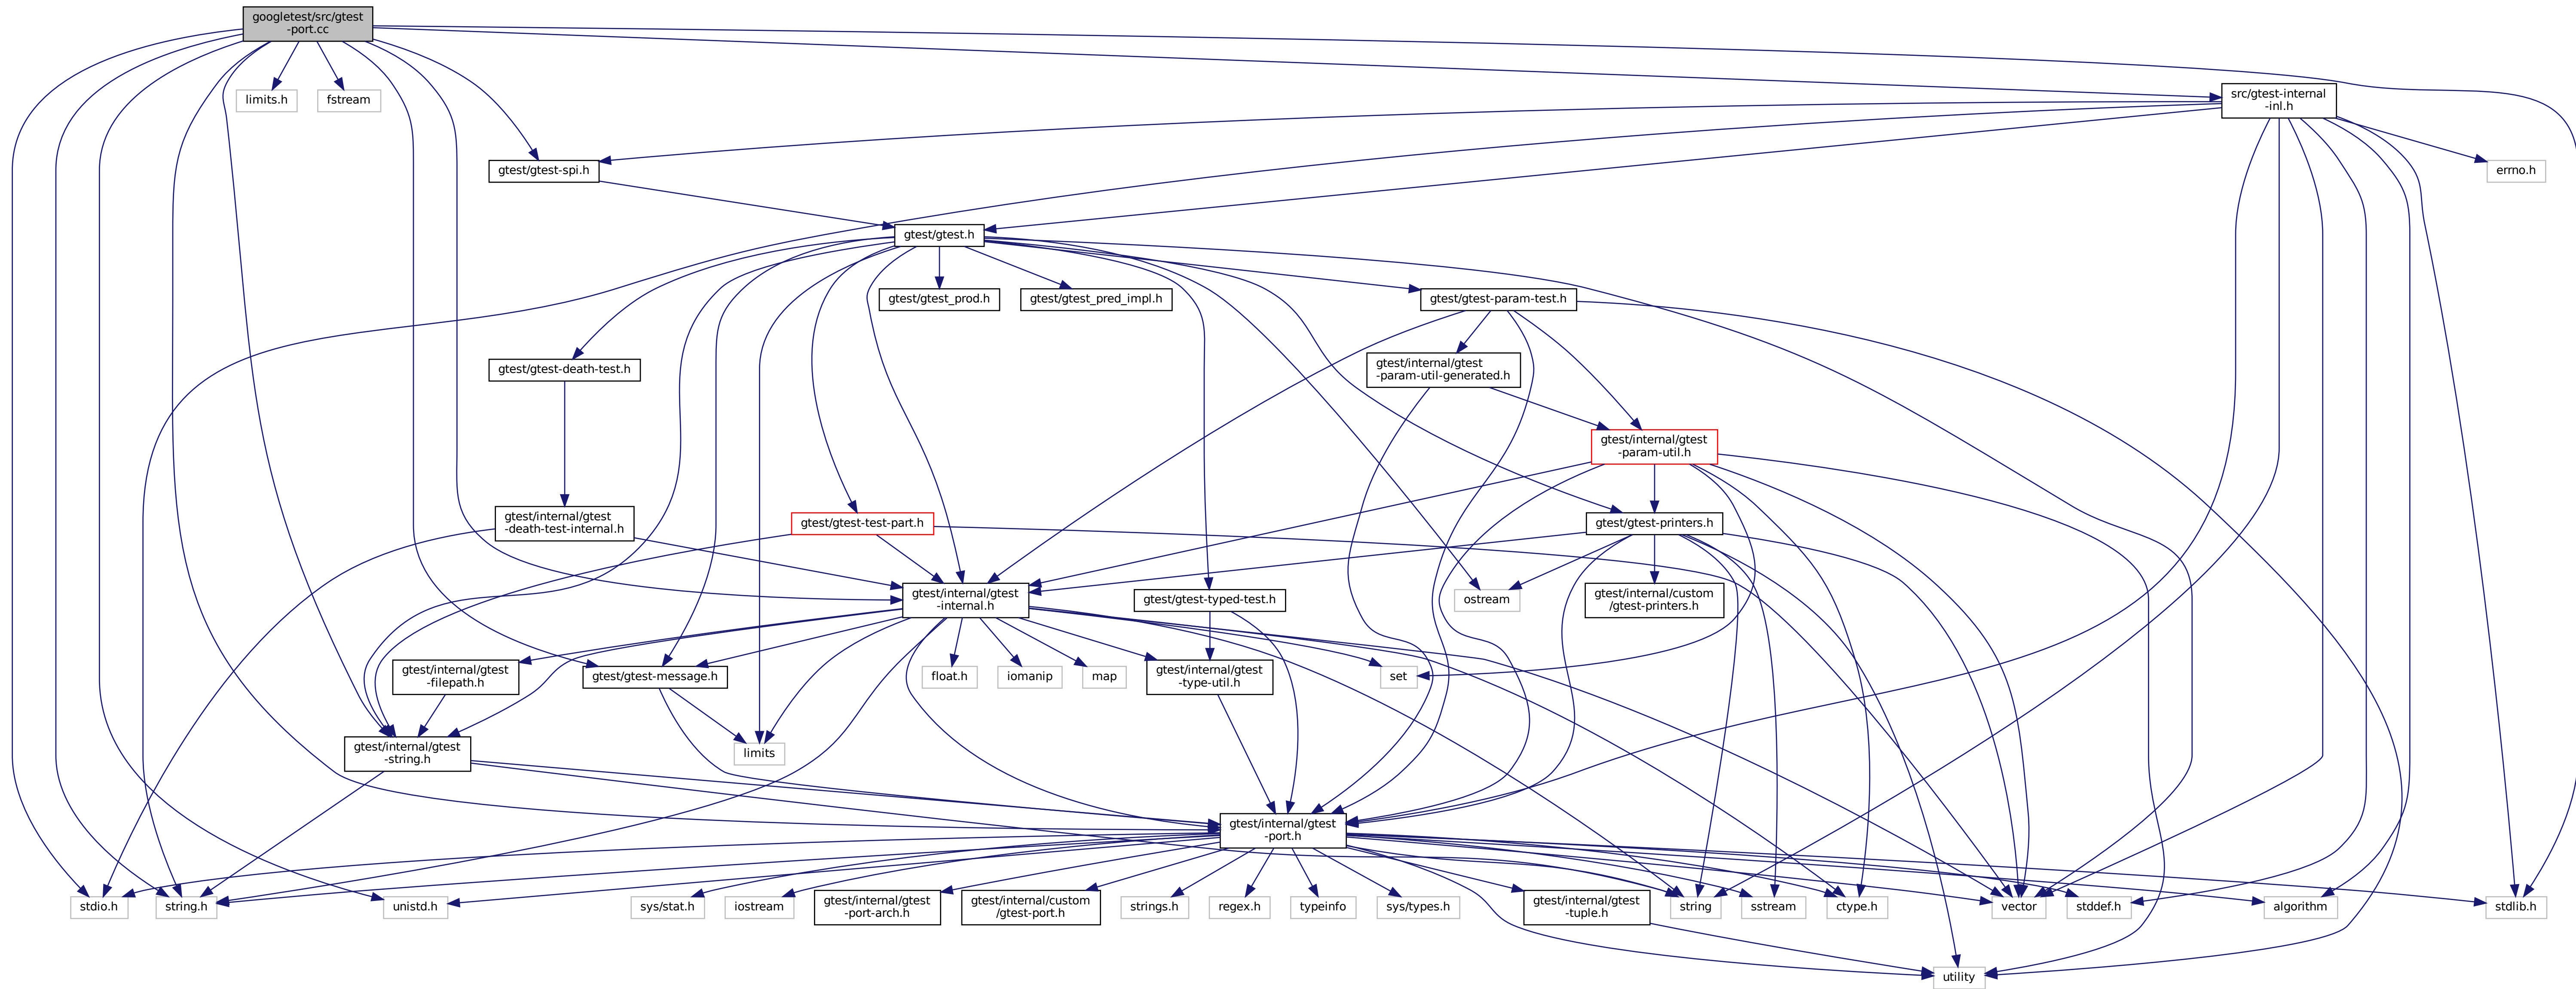 googletest/src/gtest
-port.cc
limits.h
fstream
src/gtest-internal
-inl.h
gtest/gtest-spi.h
errno.h
gtest/gtest.h
gtest/gtest_prod.h
gtest/gtest_pred_impl.h
gtest/gtest-param-test.h
gtest/gtest-death-test.h
gtest/internal/gtest
-param-util-generated.h
gtest/internal/gtest
-param-util.h
gtest/internal/gtest
-death-test-internal.h
gtest/gtest-test-part.h
gtest/gtest-printers.h
gtest/internal/gtest
-internal.h
gtest/gtest-typed-test.h
ostream
gtest/internal/custom
/gtest-printers.h
gtest/internal/gtest
-filepath.h
gtest/gtest-message.h
float.h
iomanip
map
gtest/internal/gtest
-type-util.h
set
gtest/internal/gtest
-string.h
limits
gtest/internal/gtest
-port.h
stdio.h
string.h
unistd.h
sys/stat.h
iostream
gtest/internal/gtest
-port-arch.h
gtest/internal/custom
/gtest-port.h
strings.h
regex.h
typeinfo
sys/types.h
gtest/internal/gtest
-tuple.h
string
sstream
ctype.h
vector
stddef.h
algorithm
stdlib.h
utility